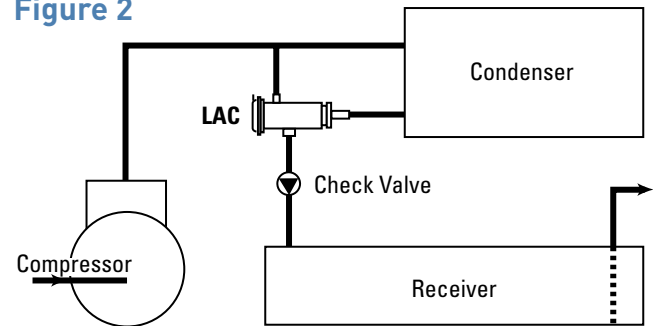 Figure 2
Condenser
LAC
Check Valve
Compressor
Receiver